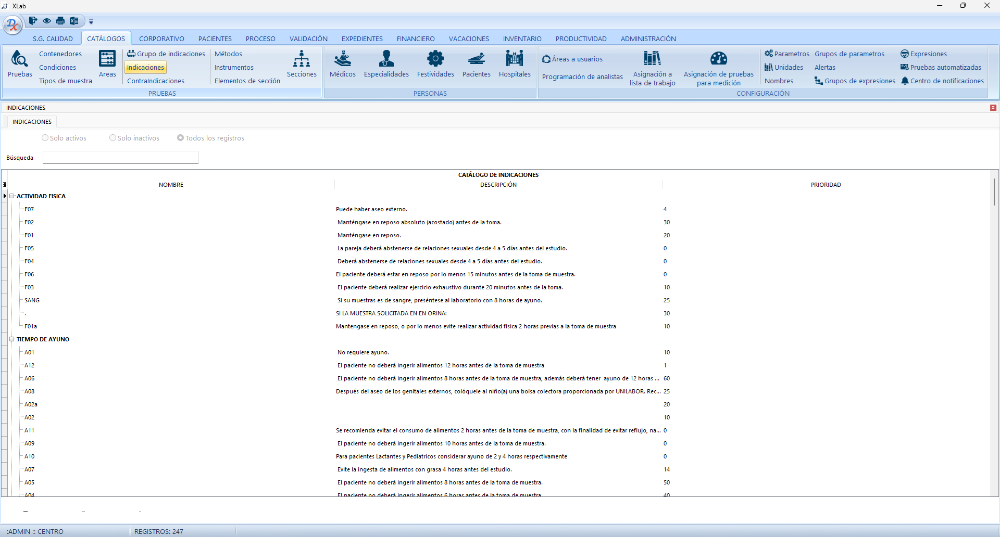 XLab
S.G. CALIDAD CATÁLOGOS CORPORATIVO PACIENTES PROCESO VALIDACIÓN EXPEDIENTES FINANCIERO VACACIONES INVENTARIO PRODUCTIVIDAD ADMINISTRACIÓN
Pruebas
Contenedores
Condiciones
Tipos de muestra
Areas
Grupo de indicaciones
Indicaciones
ContraIndicaciones
Métodos
Instrumentos
Elementos de sección
Secciones
PRUEBAS
Médicos
Especialidades
Festividades
Pacientes
Hospitales
PERSONAS
Áreas a usuarios
Programación de analistas
Asignación a
lista de trabajo
Asignación de pruebas
para medición
Parametros
Unidades
Nombres
Grupos de parametros
Alertas
Grupos de expresiones
Expresiones
Pruebas automatizadas
Centro de notificaciones
CONFIGURACIÓN
INDICACIONES
INDICACIONES
Solo activos Solo inactivos Todos los registros
Búsqueda
CATÁLOGO DE INDICACIONES
NOMBRE DESCRIPCIÓN PRIORIDAD
ACTIVIDAD FISICA
F07 Puede haber aseo externo. 4
F02 Manténgase en reposo absoluto (acostado) antes de la toma. 30
F01 Manténgase en reposo. 20
F05 La pareja deberá abstenerse de relaciones sexuales desde 4 a 5 días antes del estudio. 0
F04 Deberá abstenerse de relaciones sexuales desde 4 a 5 días antes del estudio. 0
F06 El paciente deberá estar en reposo por lo menos 15 minutos antes de la toma de muestra. 0
F03 El paciente deberá realizar ejercicio exhaustivo durante 20 minutos antes de la toma. 10
SANG Si su muestras es de sangre, preséntese al laboratorio con 8 horas de ayuno. 25
. SI LA MUESTRA SOLICITADA EN EN ORINA: 30
F01a Mantengase en reposo, o por lo menos evite realizar actividad fisica 2 horas previas a la toma de muestra 10
TIEMPO DE AYUNO
A01 No requiere ayuno. 10
A12 El paciente no deberá ingerir alimentos 12 horas antes de la toma de muestra 1
A06 El paciente no deberá ingerir alimentos 8 horas antes de la toma de muestra, además deberá tener ayuno de 12 horas ... 60
A08 Después del aseo de los genitales externos, colóquele al niño(a) una bolsa colectora proporcionada por UNILABOR. Rec... 25
A02a 20
A02 10
A11 Se recomienda evitar el consumo de alimentos 2 horas antes de la toma de muestra, con la finalidad de evitar reflujo, na... 0
A09 El paciente no deberá ingerir alimentos 10 horas antes de la toma de muestra. 0
A10 Para pacientes Lactantes y Pediatricos considerar ayuno de 2 y 4 horas respectivamente 0
A07 Evite la ingesta de alimentos con grasa 4 horas antes del estudio. 14
A05 El paciente no deberá ingerir alimentos 8 horas antes de la toma de muestra. 50
A04 El paciente no deberá ingerir alimentos 6 horas antes de la toma de muestra 40
:ADMIN :: CENTRO REGISTROS: 247